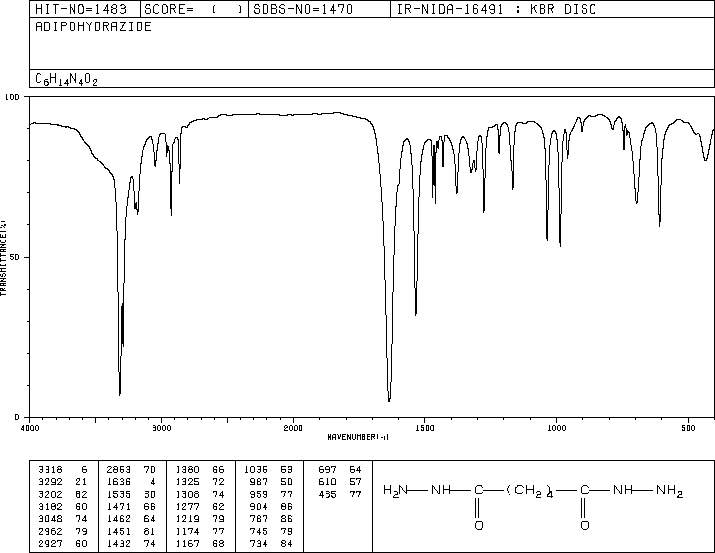 HIT-NO=1483 SCORE= ( ) SDBS-NO=1470 IR-NIDA-16491 : KBR DISC
ADIPOHYDRAZIDE
C6H14N4O2
100
50
0
TRANSMITTANCE(%)
4000 3000 2000 1500 1000 500
WAVENUMBER(-1)
3318 6 2863 70 1380 66 1036 53 697 64
3292 21 1636 4 1325 72 987 50 610 57
3202 62 1535 30 1308 74 959 77 435 77
3182 60 1471 66 1277 62 904 86
3048 74 1462 64 1219 79 787 86
2962 79 1451 81 1174 77 745 79
2927 60 1432 74 1167 68 734 84
H2N NH C (CH2)4 C NH NH2
O O